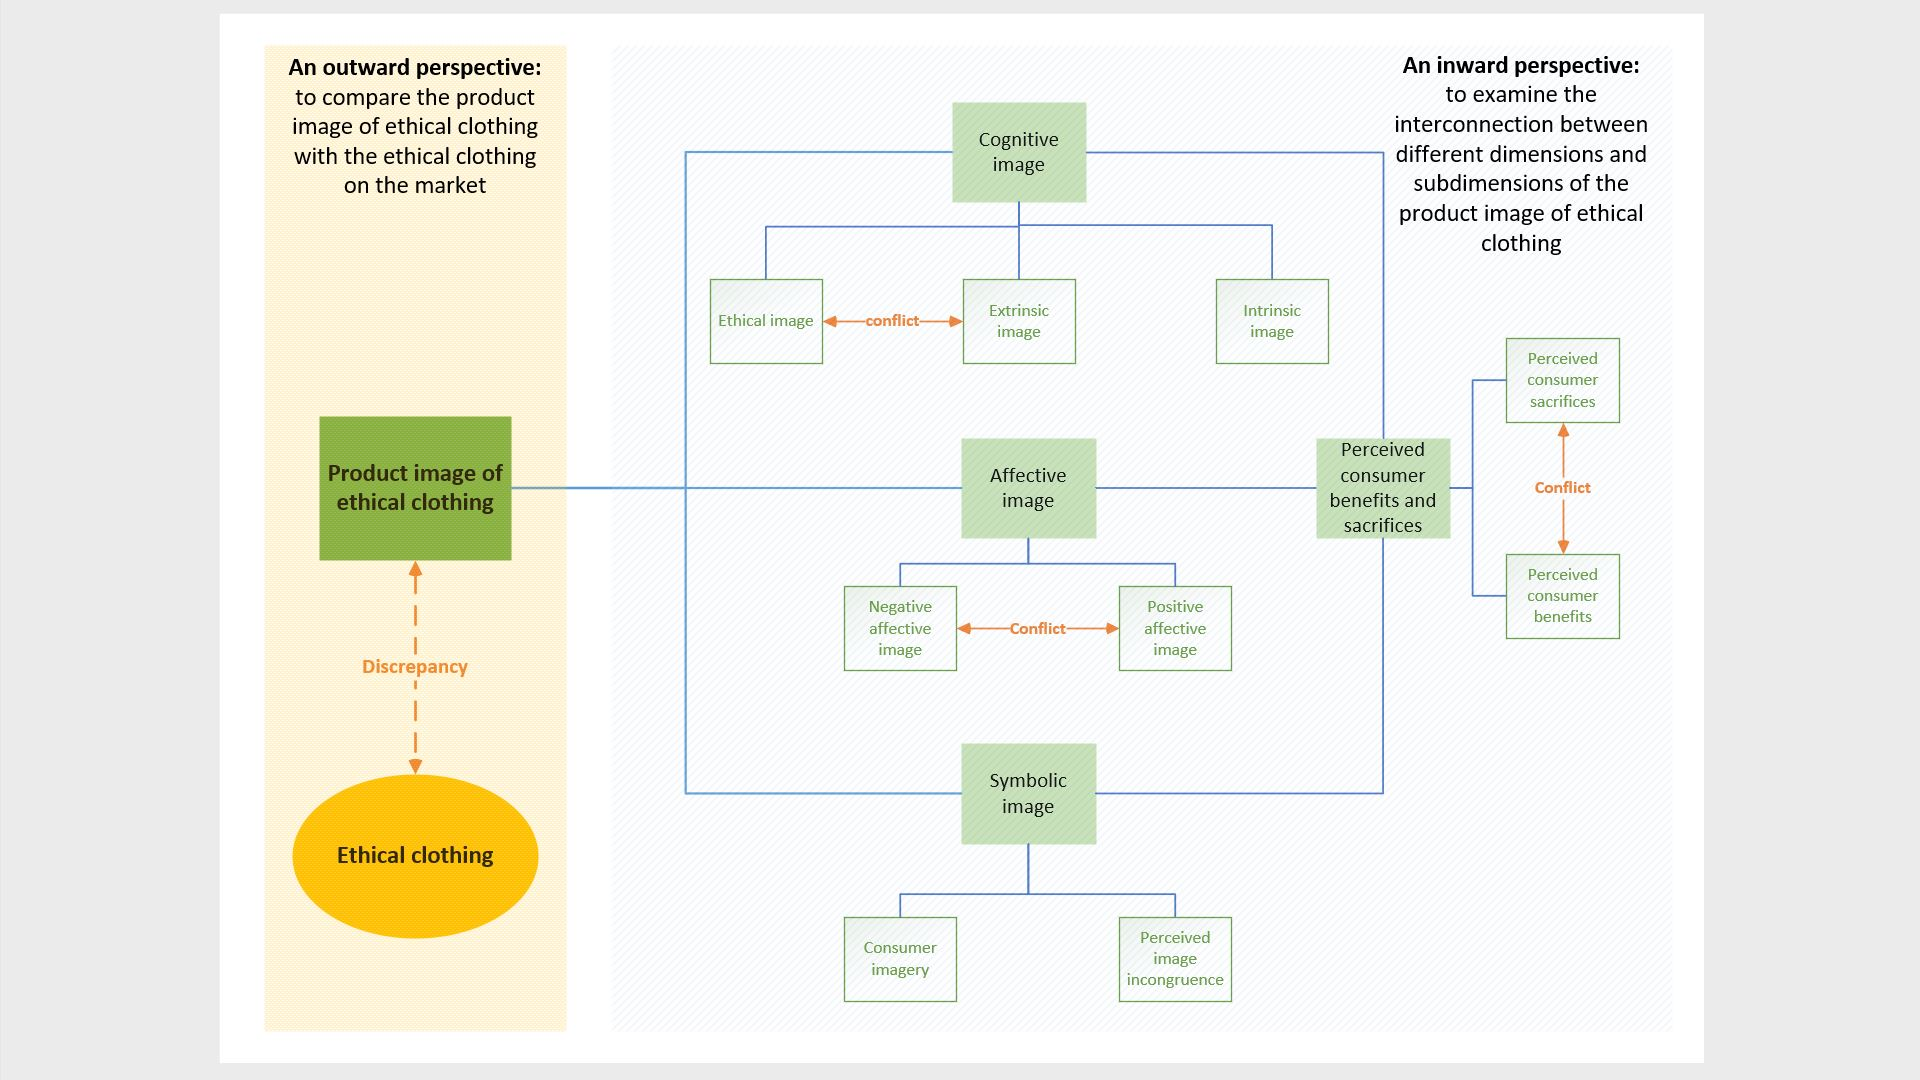 An outward perspective:
to compare the product
image of ethical clothing
with the ethical clothing
on the market
Product image of
ethical clothing
Discrepancy
Ethical clothing
An inward perspective:
to examine the
interconnection between
different dimensions and
subdimensions of the
product image of ethical
clothing
Cognitive
image
Ethical image
conflict
Extrinsic
image
Intrinsic
image
Affective
image
Negative
affective
image
Conflict
Positive
affective
image
Symbolic
image
Consumer
imagery
Perceived
image
incongruence
Perceived
consumer
benefits and
sacrifices
Perceived
consumer
sacrifices
Conflict
Perceived
consumer
benefits